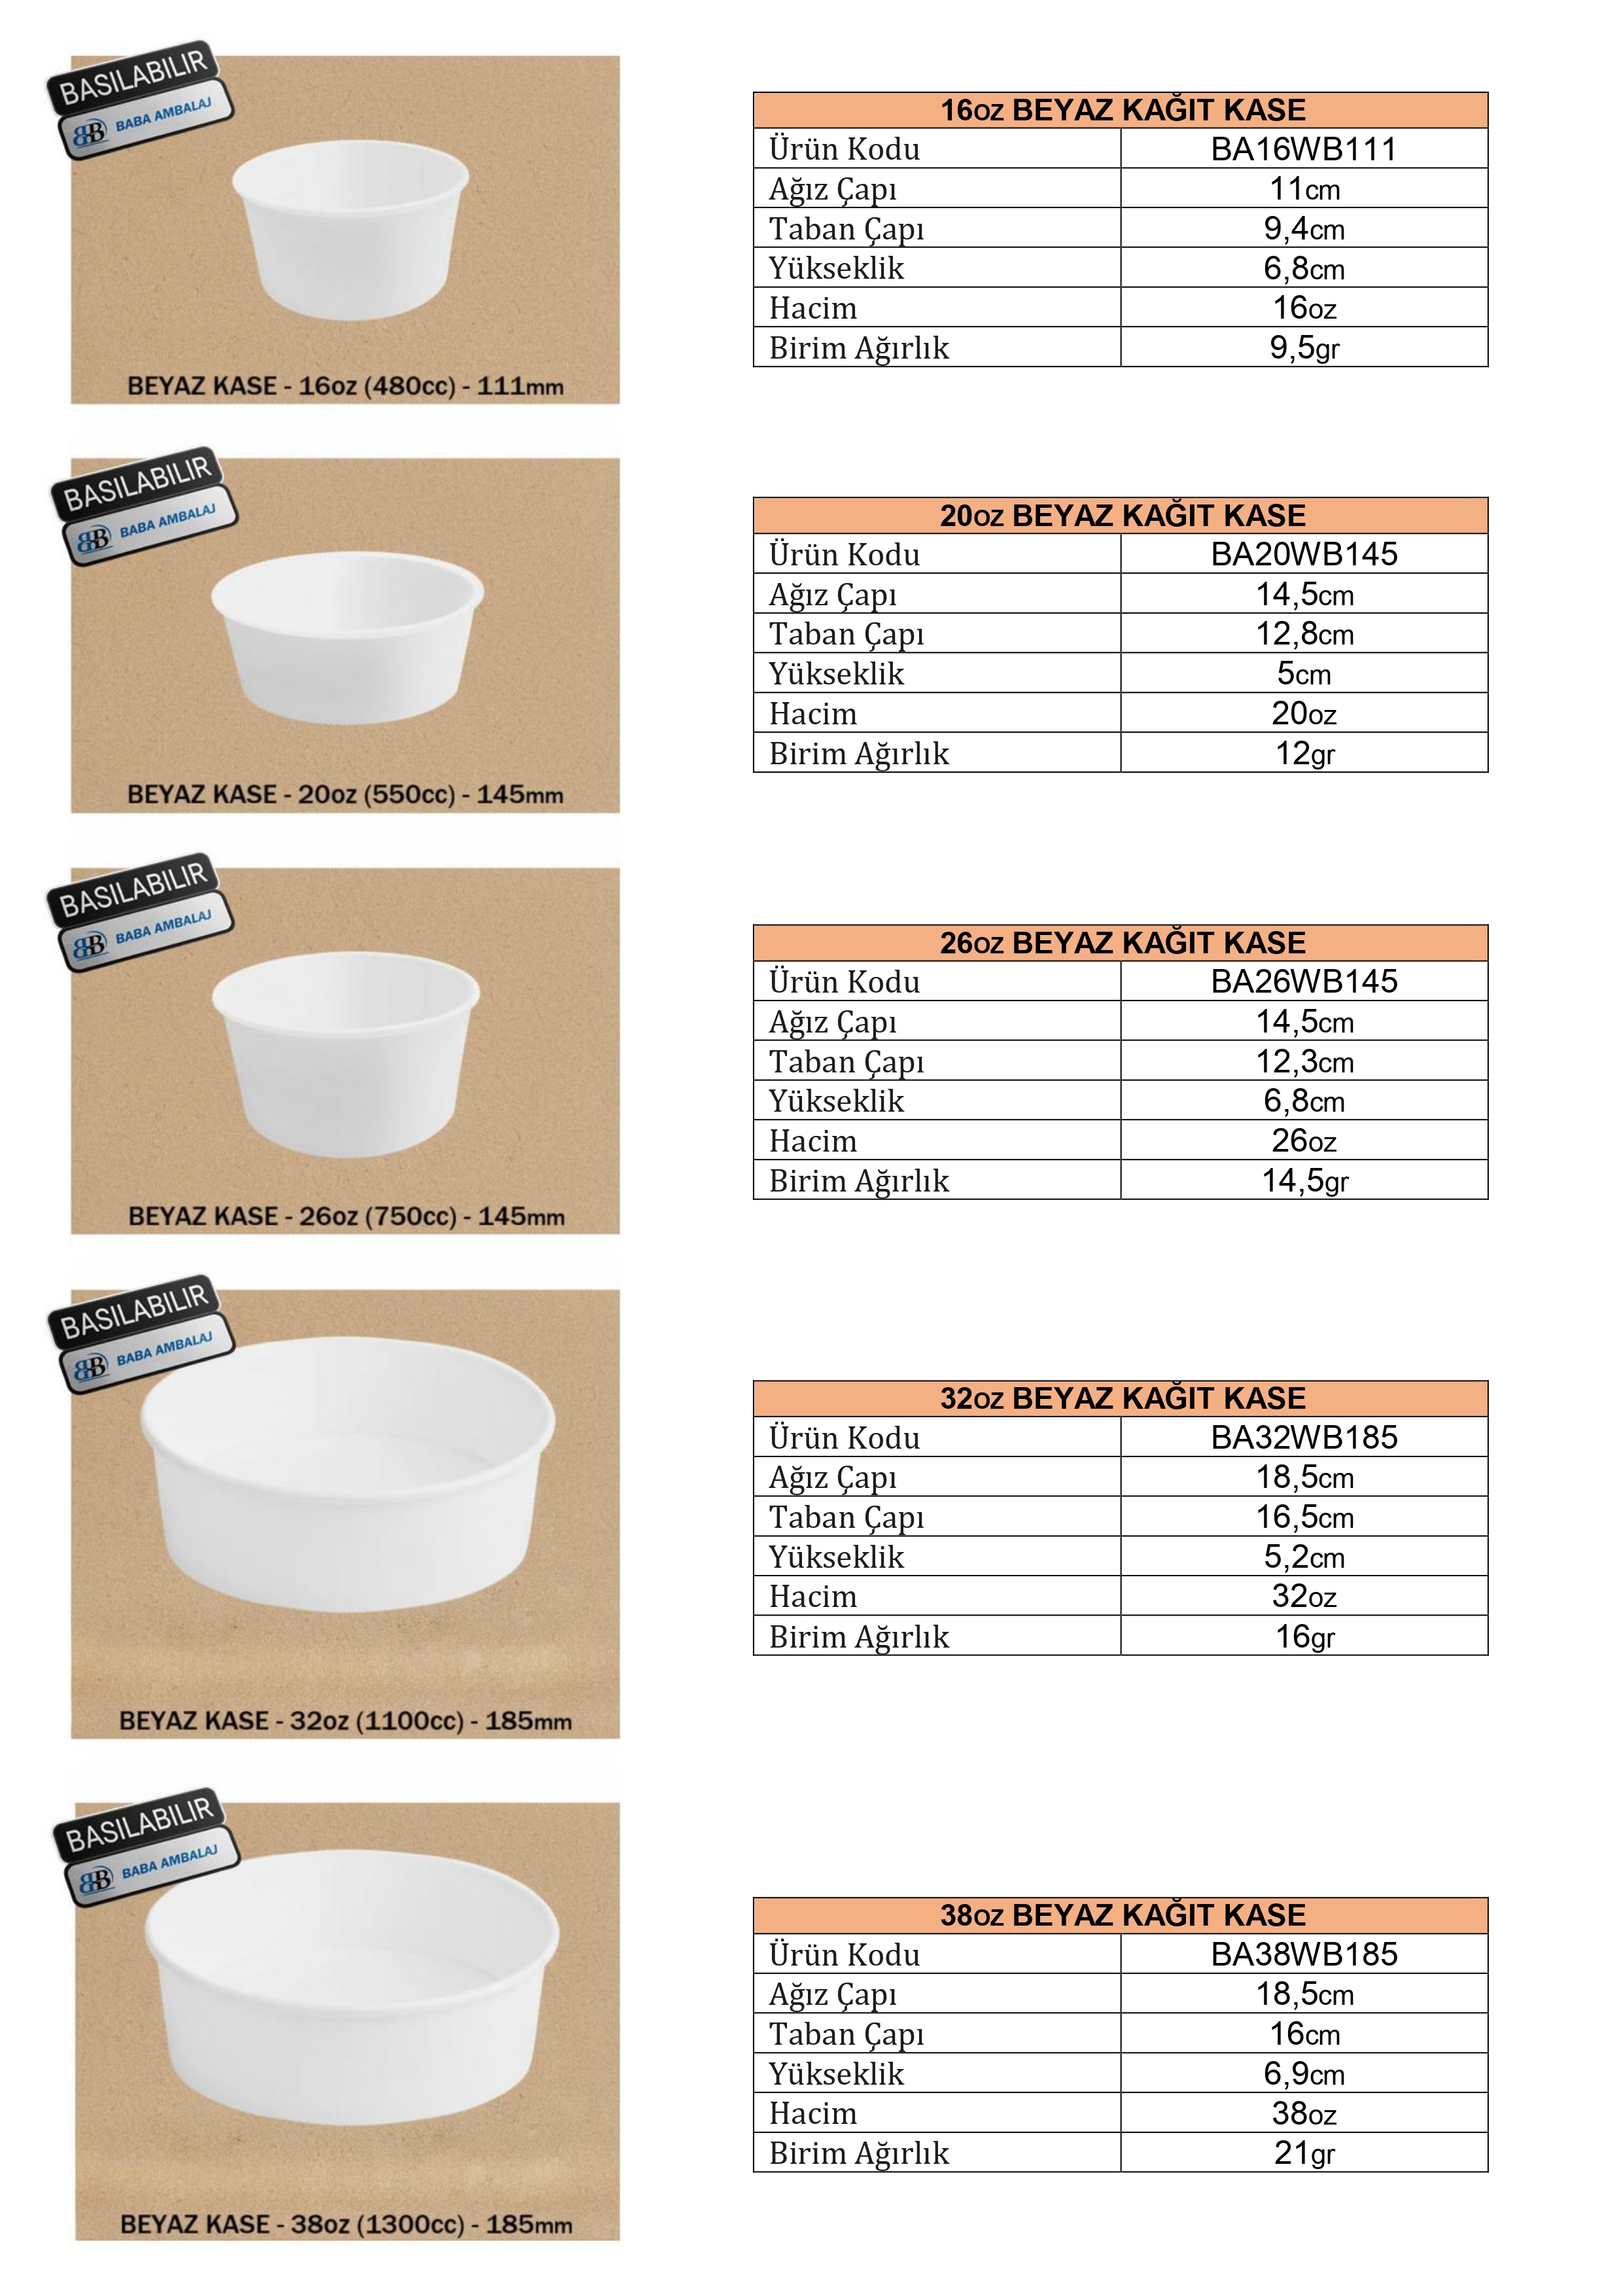 BASILABILIR
BB BABA AMBALAJ
BEYAZ KASE - 16oz (480cc) - 111mm
16oz BEYAZ KAĞIT KASE
Ürün Kodu BA16WB111
Ağız Çapı 11cm
Taban Çapı 9,4cm
Yükseklik 6,8cm
Hacim 16oz
Birim Ağırlık 9,5gr
BASILABILIR
BB BABA AMBALAJ
BEYAZ KASE - 20oz (550cc) - 145mm
20oz BEYAZ KAĞIT KASE
Ürün Kodu BA20WB145
Ağız Çapı 14,5cm
Taban Çapı 12,8cm
Yükseklik 5cm
Hacim 20oz
Birim Ağırlık 12gr
BASILABILIR
BB BABA AMBALAJ
BEYAZ KASE - 26oz (750cc) - 145mm
26oz BEYAZ KAĞIT KASE
Ürün Kodu BA26WB145
Ağız Çapı 14,5cm
Taban Çapı 12,3cm
Yükseklik 6,8cm
Hacim 26oz
Birim Ağırlık 14,5gr
BASILABILIR
BB BABA AMBALAJ
BEYAZ KASE - 32oz (1100cc) - 185mm
32oz BEYAZ KAĞIT KASE
Ürün Kodu BA32WB185
Ağız Çapı 18,5cm
Taban Çapı 16,5cm
Yükseklik 5,2cm
Hacim 32oz
Birim Ağırlık 16gr
BASILABILIR
BB BABA AMBALAJ
BEYAZ KASE - 38oz (1300cc) - 185mm
38oz BEYAZ KAĞIT KASE
Ürün Kodu BA38WB185
Ağız Çapı 18,5cm
Taban Çapı 16cm
Yükseklik 6,9cm
Hacim 38oz
Birim Ağırlık 21gr